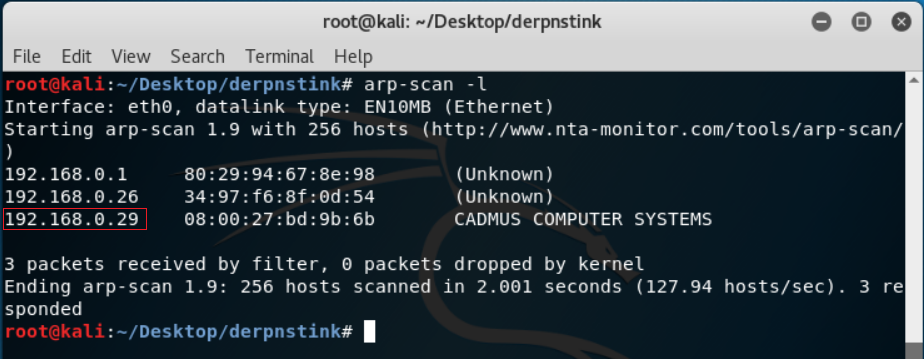 root@kali: ~/Desktop/derpnstink
File Edit View Search Terminal Help
root@kali:~/Desktop/derpnstink# arp-scan -l
Interface: eth0, datalink type: EN10MB (Ethernet)
Starting arp-scan 1.9 with 256 hosts (http://www.nta-monitor.com/tools/arp-scan/
)
192.168.0.1 80:29:94:67:8e:98 (Unknown)
192.168.0.26 34:97:f6:8f:0d:54 (Unknown)
192.168.0.29 08:00:27:bd:9b:6b CADMUS COMPUTER SYSTEMS
3 packets received by filter, 0 packets dropped by kernel
Ending arp-scan 1.9: 256 hosts scanned in 2.001 seconds (127.94 hosts/sec). 3 re
sponded
root@kali:~/Desktop/derpnstink#